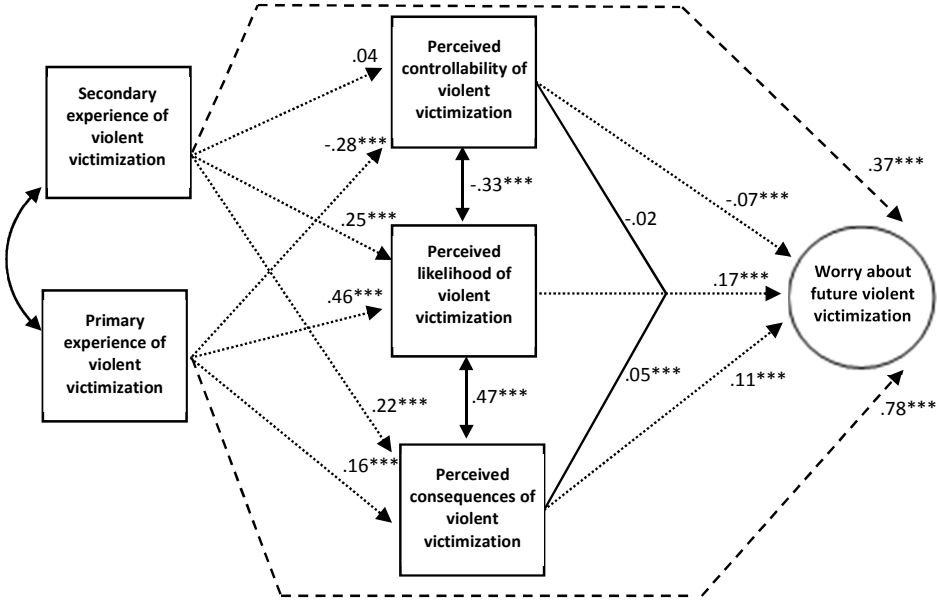 Perceived
controllability of
violent
victimization
Secondary
experience of
violent
victimization
.04
-.28***
.37***
-.33***
-.07***
.25***
-.02
Perceived
likelihood of
violent
victimization
Worry about
future violent
victimization
.17***
.46***
Primary
experience of
violent
victimization
.05***
.11***
.47***
.22***
.78***
.16***
Perceived
consequences of
violent
victimization